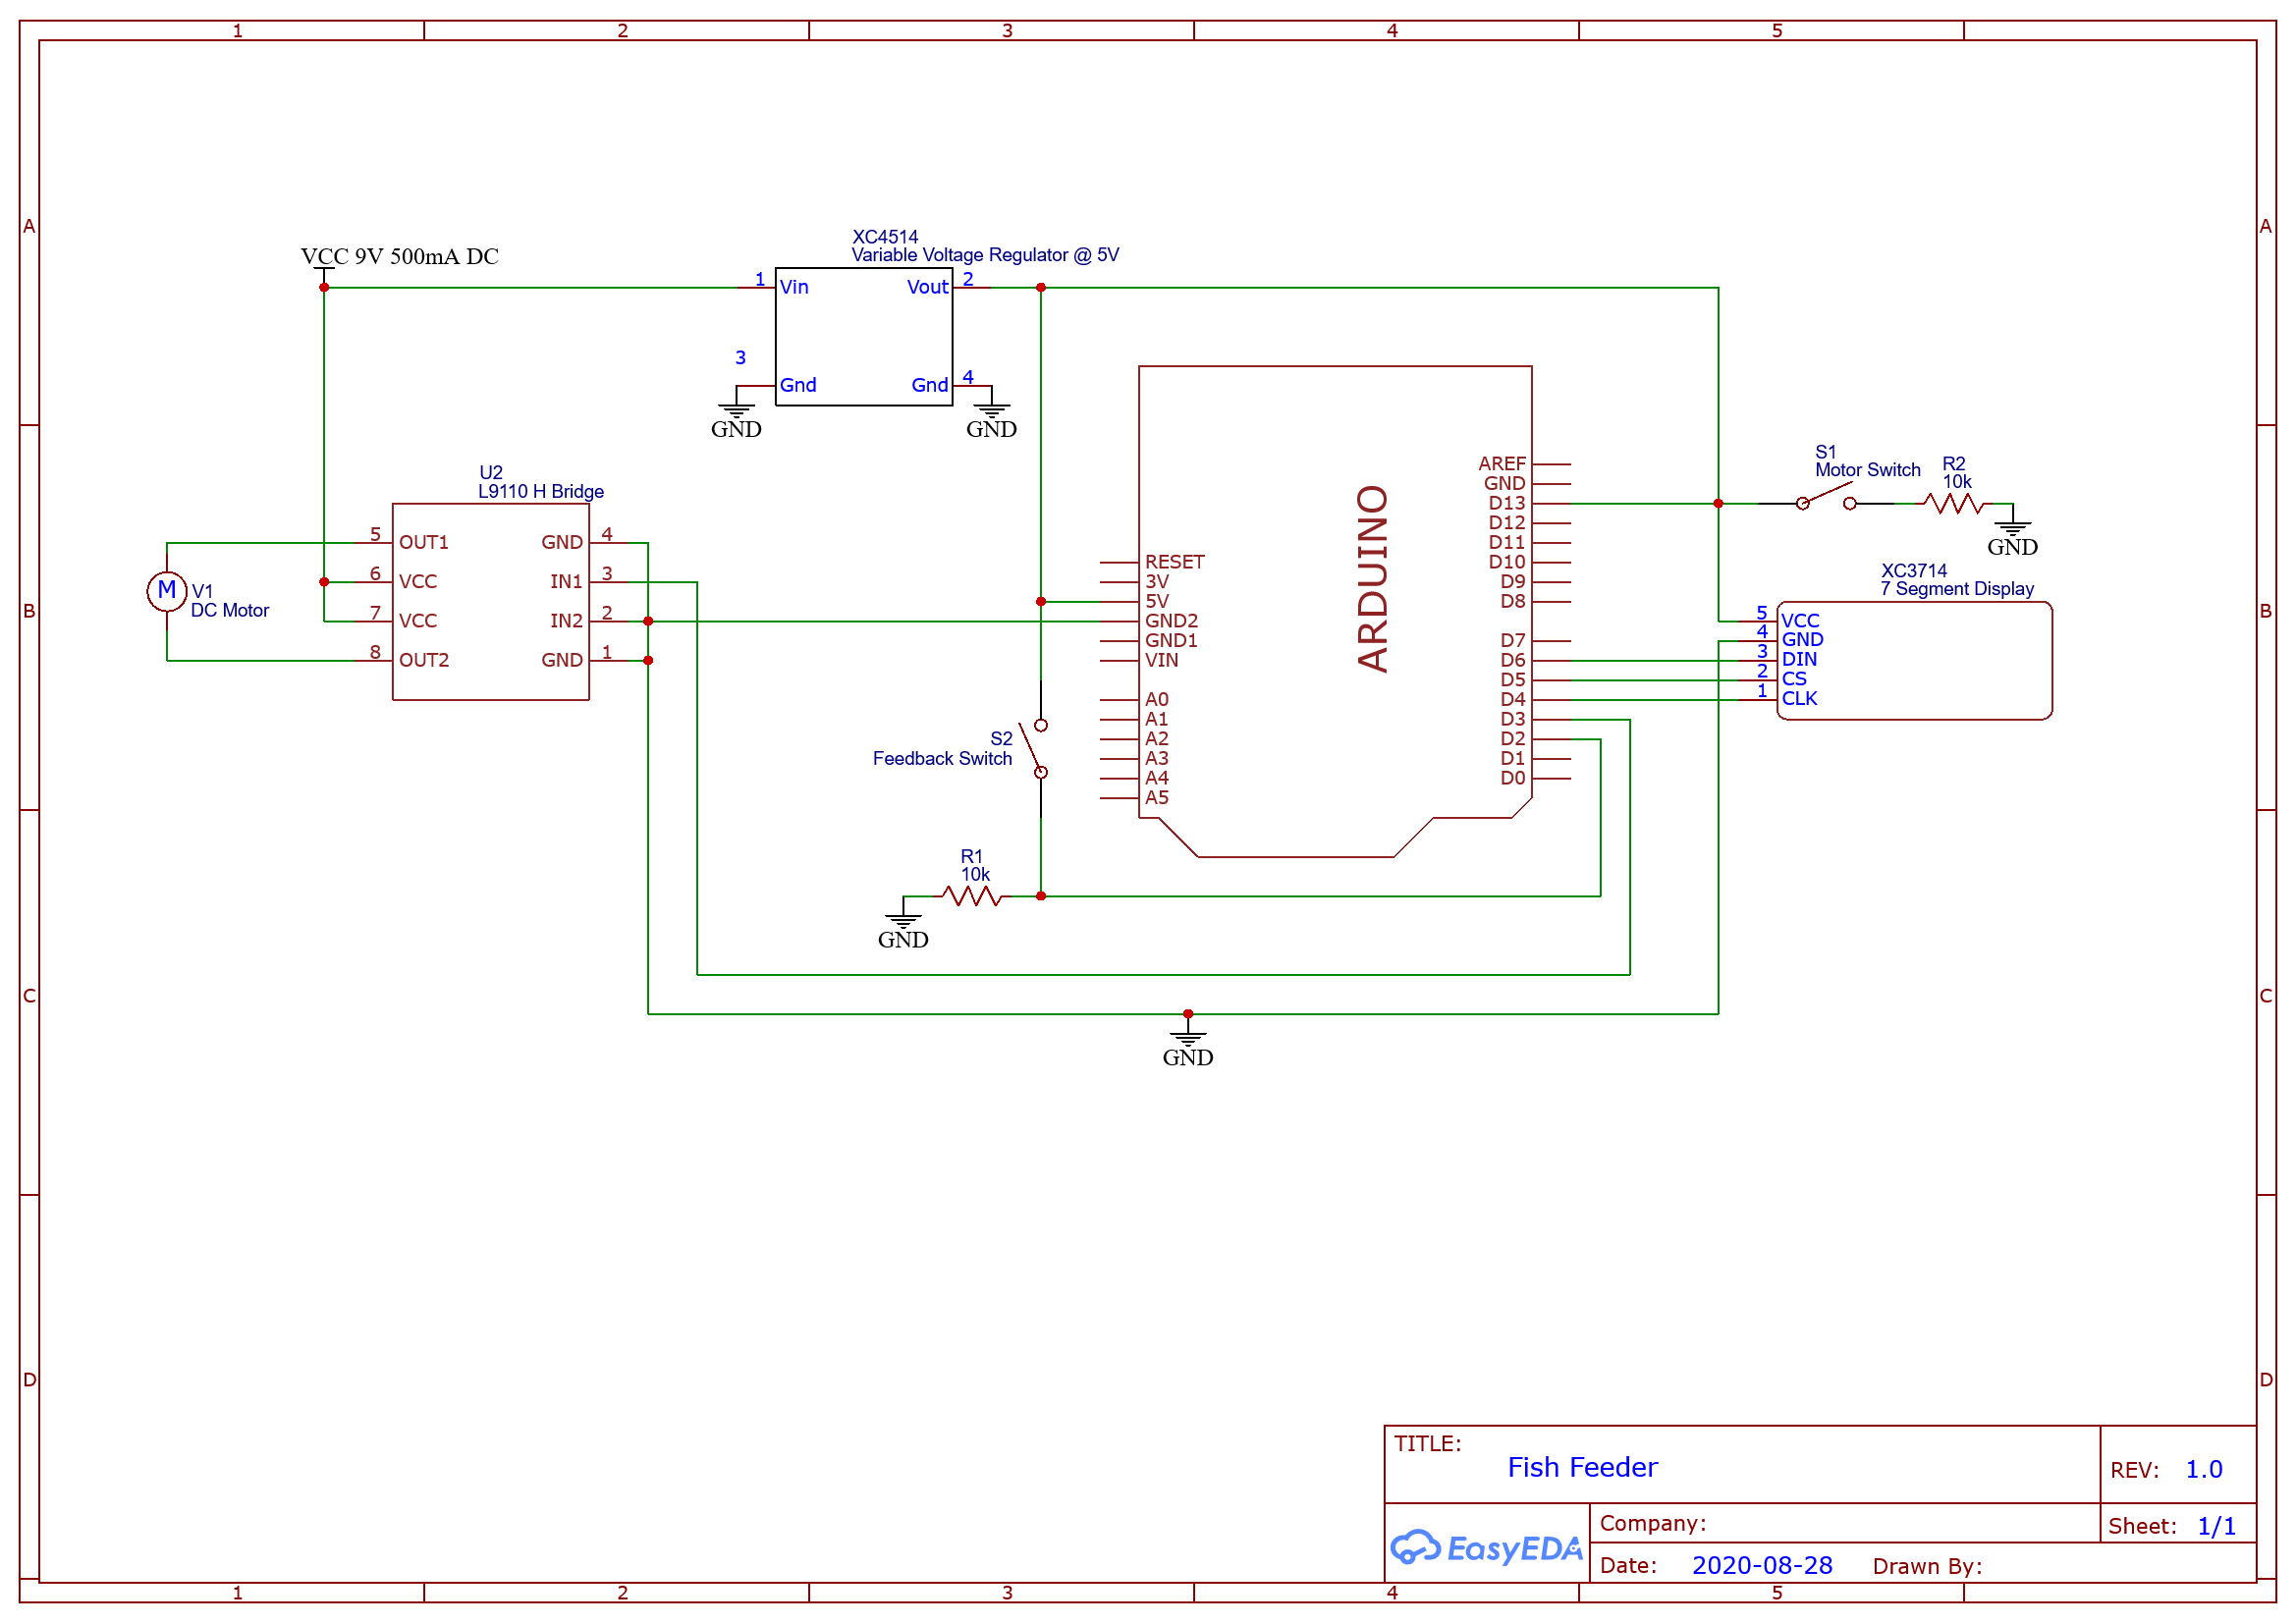 1 2 3 4 5
A A
VCC 9V 500mA DC
XC4514
Variable Voltage Regulator @ 5V
1 Vin Vout 2
3
Gnd Gnd 4
GND GND
U2
L9110 H Bridge
5 OUT1 GND 4
6 VCC IN1 3
7 VCC IN2 2
8 OUT2 GND 1
M V1
DC Motor
B B
ARDUINO
RESET
3V
5V
GND2
GND1
VIN
A0
A1
A2
A3
A4
A5
AREF
GND
D13
D12
D11
D10
D9
D8
D7
D6
D5
D4
D3
D2
D1
D0
S1
Motor Switch
R2
10k
GND
XC3714
7 Segment Display
5 VCC
4 GND
3 DIN
2 CS
1 CLK
S2
Feedback Switch
R1
10k
GND
C C
GND
D D
TITLE:
Fish Feeder
REV: 1.0
EasyEDA
Company:
Sheet: 1/1
Date: 2020-08-28 Drawn By:
1 2 3 4 5